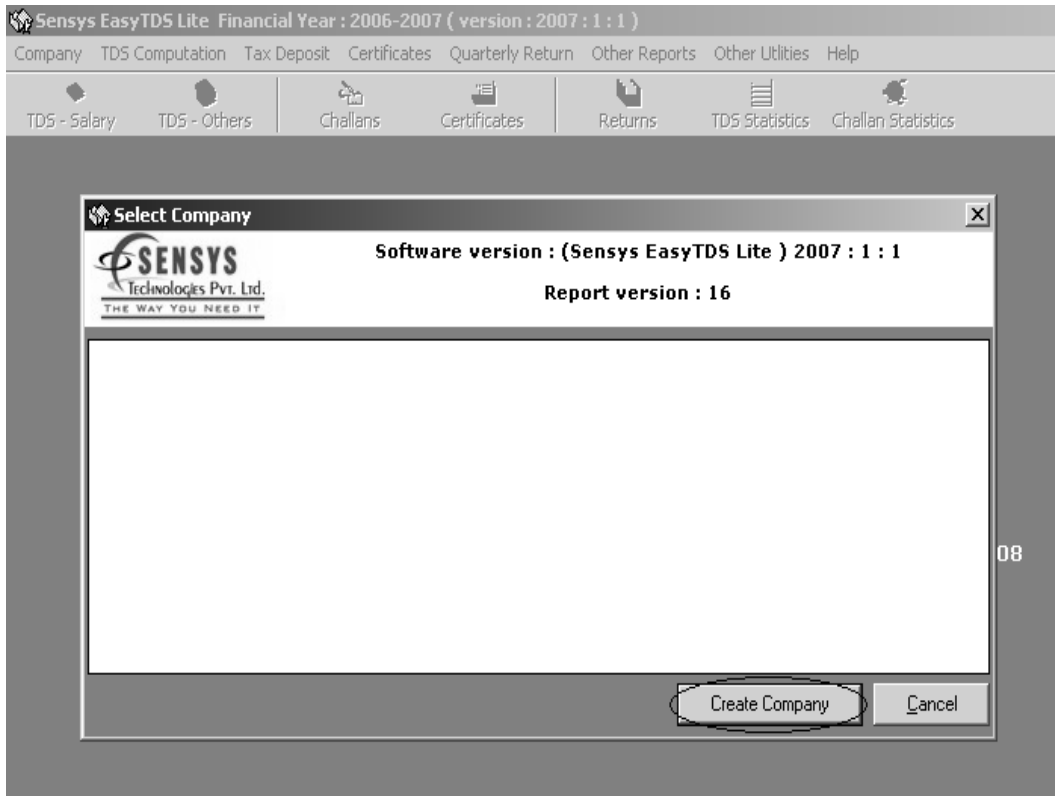 Sensys EasyTDS Lite Financial Year : 2006-2007 ( version : 2007 : 1 : 1 )
Company TDS Computation Tax Deposit Certificates Quarterly Return Other Reports Other Utlities Help
TDS - Salary TDS - Others Challans Certificates Returns TDS Statistics Challan Statistics
Select Company
SENSYS
Technologies Pvt. Ltd.
THE WAY YOU NEED IT
Software version : (Sensys EasyTDS Lite ) 2007 : 1 : 1
Report version : 16
08
Create Company Cancel